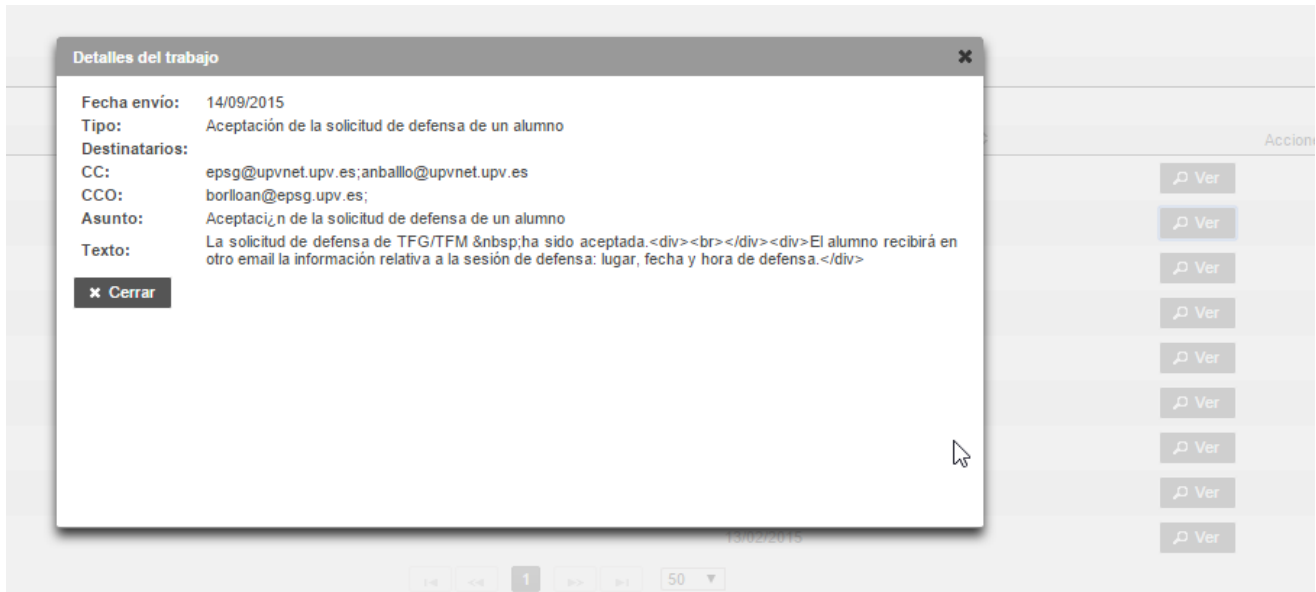 Detalles del trabajo
Fecha envío: 14/09/2015
Tipo: Aceptación de la solicitud de defensa de un alumno
Destinatarios:
CC: epsg@upvnet.upv.es;anballlo@upvnet.upv.es
CCO: borlloan@epsg.upv.es;
Asunto: Aceptaci¿n de la solicitud de defensa de un alumno
Texto: La solicitud de defensa de TFG/TFM &nbsp;ha sido aceptada.<div><br></div><div>El alumno recibirá en
otro email la información relativa a la sesión de defensa: lugar, fecha y hora de defensa.</div>
Cerrar
Accione
Ver
Ver
Ver
Ver
Ver
Ver
Ver
Ver
13/02/2015 Ver
1 50